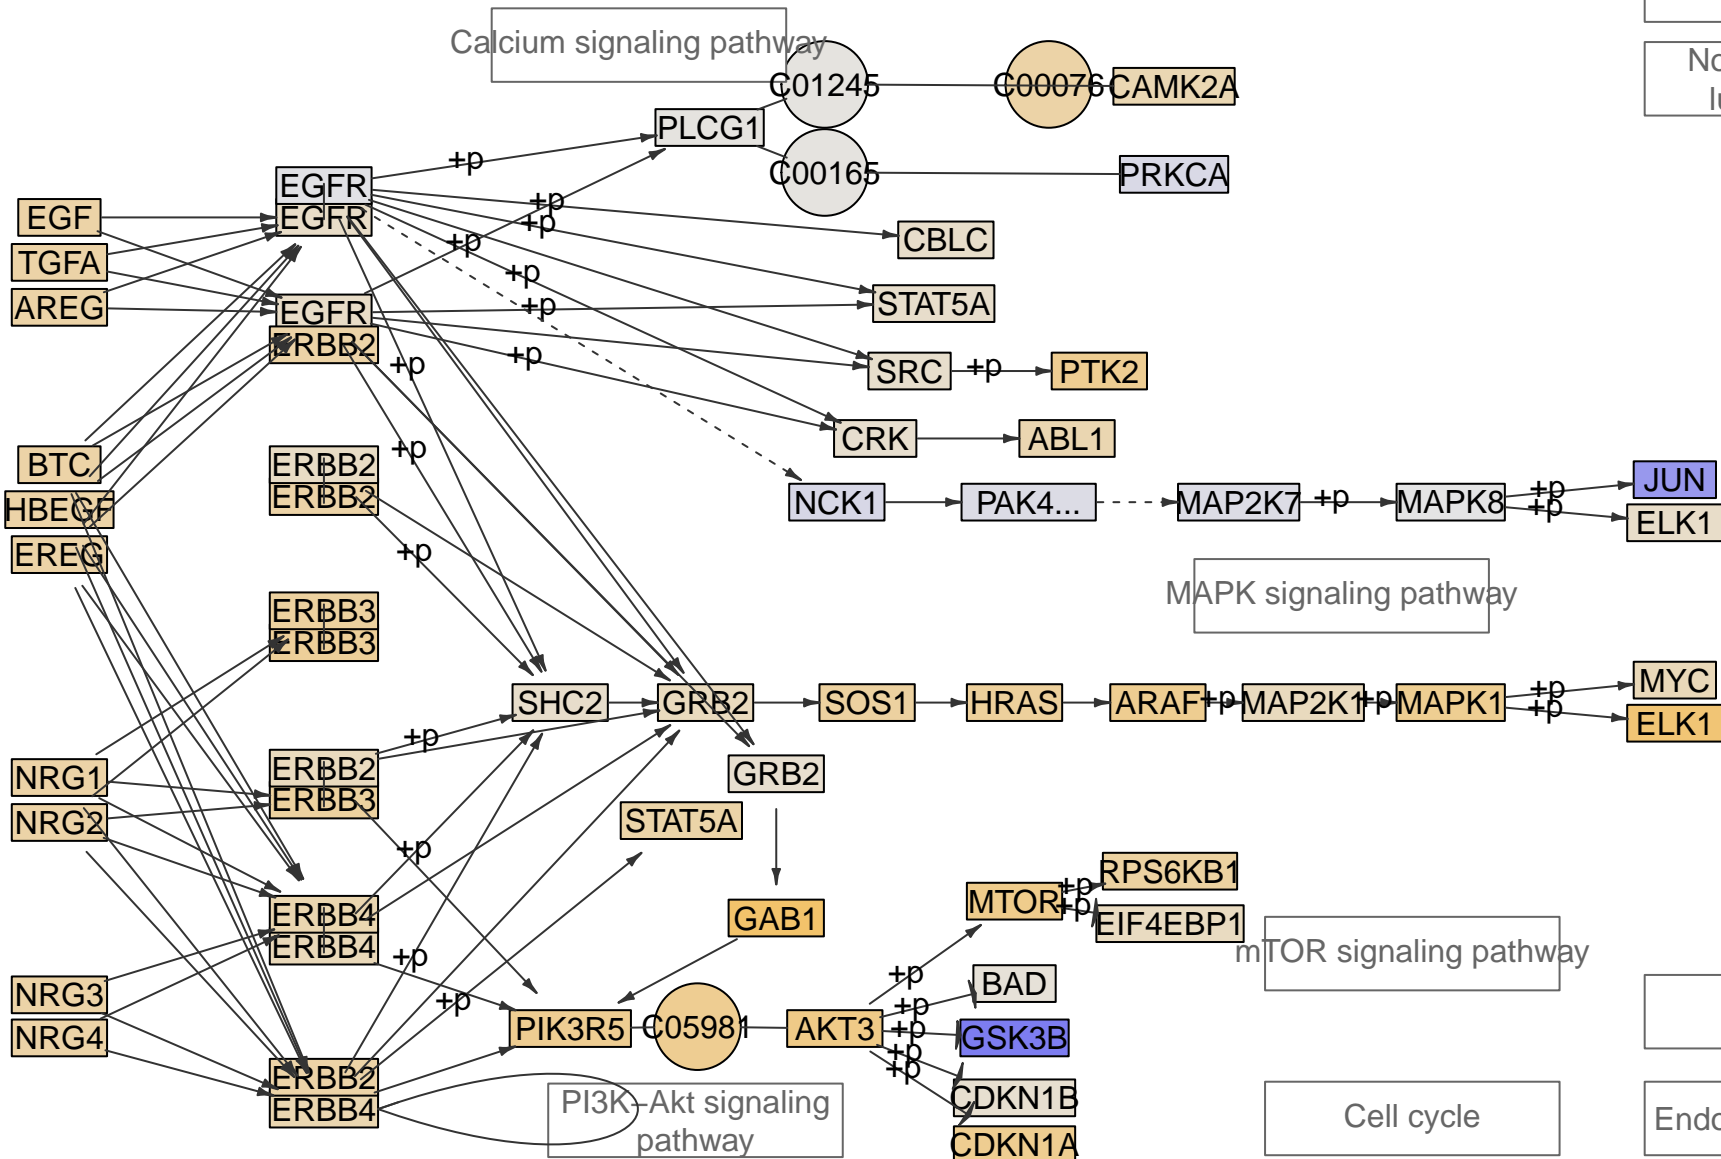 Calcium signaling pathway
C01245
C00076
CAMK2A
No
lu
PLCG1
C00165
PRKCA
+p
EGFR
EGFR
EGF
TGFA
AREG
+p
+p
+p
CBLC
+p
STAT5A
+p
EGFR
ERBB2
+p
+p
SRC
+p
PTK2
CRK
ABL1
BTC
HBEGF
EREG
ERBB2
ERBB2
+p
+p
NCK1
PAK4...
MAP2K7
+p
MAPK8
+p
+p
JUN
ELK1
MAPK signaling pathway
ERBB3
ERBB3
SHC2
GRB2
SOS1
HRAS
ARAF
+p
MAP2K1
+p
MAPK1
+p
+p
MYC
ELK1
NRG1
NRG2
ERBB2
ERBB3
+p
GRB2
STAT5A
+p
ERBB4
ERBB4
+p
+p
GAB1
MTOR
+p
+p
RPS6KB1
EIF4EBP1
mTOR signaling pathway
NRG3
NRG4
PIK3R5
C05981
AKT3
+p
+p
+p
+p
+p
BAD
GSK3B
CDKN1B
CDKN1A
ERBB2
ERBB4
PI3K-Akt signaling
pathway
Cell cycle
Endo